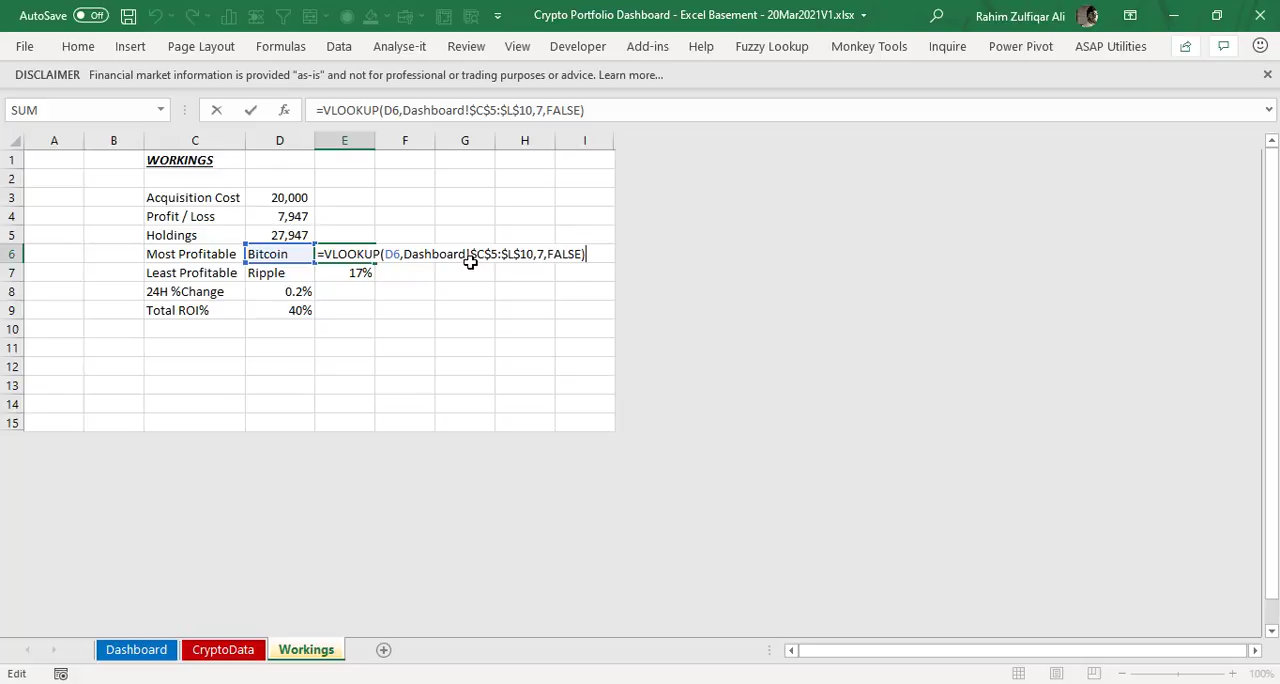 AutoSave Off Crypto Portfolio Dashboard - Excel Basement - 20Mar2021V1.xlsx Rahim Zulfiqar Ali
File Home Insert Page Layout Formulas Data Analyse-it Review View Developer Add-ins Help Fuzzy Lookup Monkey Tools Inquire Power Pivot ASAP Utilities
DISCLAIMER Financial market information is provided "as-is" and not for professional or trading purposes or advice. Learn more...
SUM fx =VLOOKUP(D6,Dashboard!$C$5:$L$10,7,FALSE)
A B C D E F G H I
1 WORKINGS
2
3 Acquisition Cost 20,000
4 Profit / Loss 7,947
5 Holdings 27,947
6 Most Profitable Bitcoin =VLOOKUP(D6,Dashboard!$C$5:$L$10,7,FALSE)
7 Least Profitable Ripple 17%
8 24H %Change 0.2%
9 Total ROI% 40%
10
11
12
13
14
15
Dashboard CryptoData Workings
Edit 100%